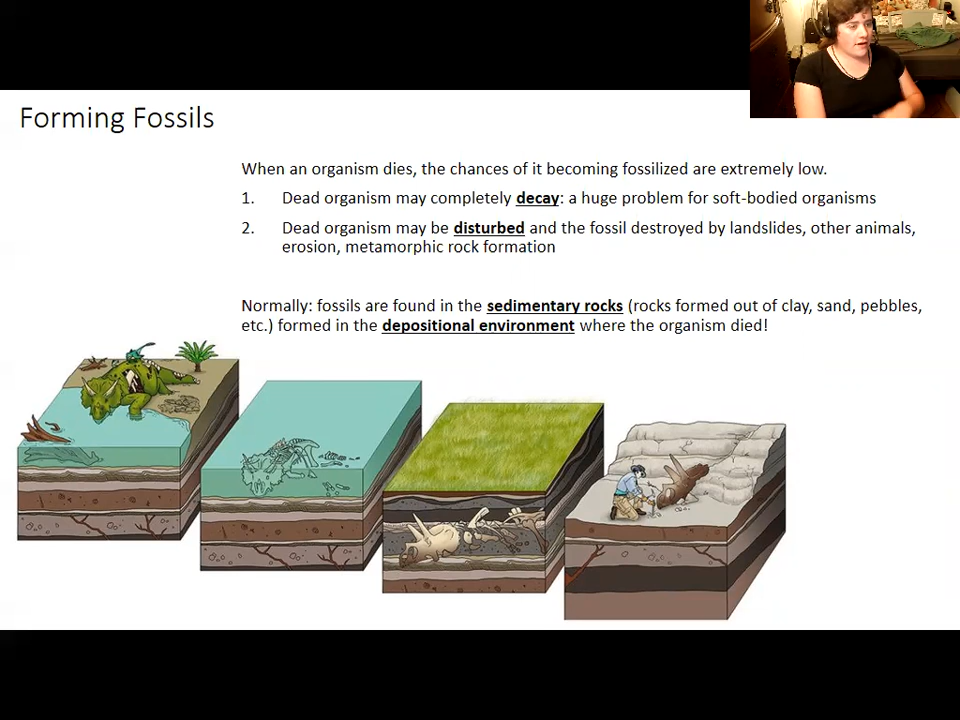 Forming Fossils
When an organism dies, the chances of it becoming fossilized are extremely low.
1. Dead organism may completely decay: a huge problem for soft-bodied organisms
2. Dead organism may be disturbed and the fossil destroyed by landslides, other animals,
erosion, metamorphic rock formation
Normally: fossils are found in the sedimentary rocks (rocks formed out of clay, sand, pebbles,
etc.) formed in the depositional environment where the organism died!